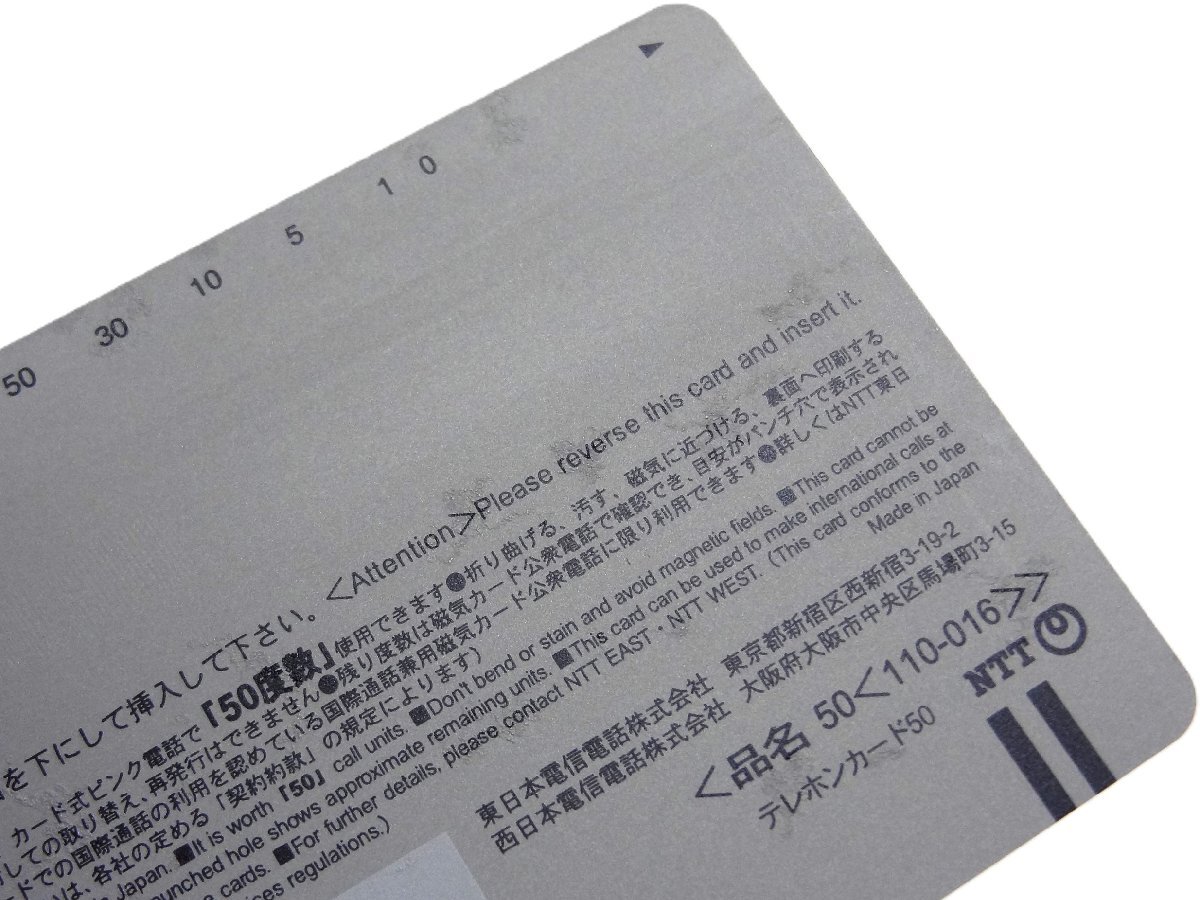 50 30 10 5 1 0
を下にして挿入して下さい。<Attention>Please reverse this card and insert it.
カード式ピンク電話で「50度数」使用できます●折り曲げる、汚す、磁気に近づける、裏面へ印刷する
しての取り替え、再発行はできません●残り度数は磁気カード公衆電話で確認でき、目安がパンチ穴で表示され
ドでの国際通話の利用を認めている国際通話兼用磁気カード公衆電話に限り利用できます●詳しくはNTT東日
は、各社の定める「契約約款」の規定によります)
Japan. ■It is worth「50」call units. ■Don't bend or stain and avoid magnetic fields. ■This card cannot be
punched hole shows approximate remaining units. ■This card can be used to make international calls at
cards. ■For further details, please contact NTT EAST・NTT WEST. (This card conforms to the
regulations.)
Made in Japan
東日本電信電話株式会社 東京都新宿区西新宿3-19-2
西日本電信電話株式会社 大阪府大阪市中央区馬場町3-15
<品名 50<110-016>>
テレホンカード50
NTT